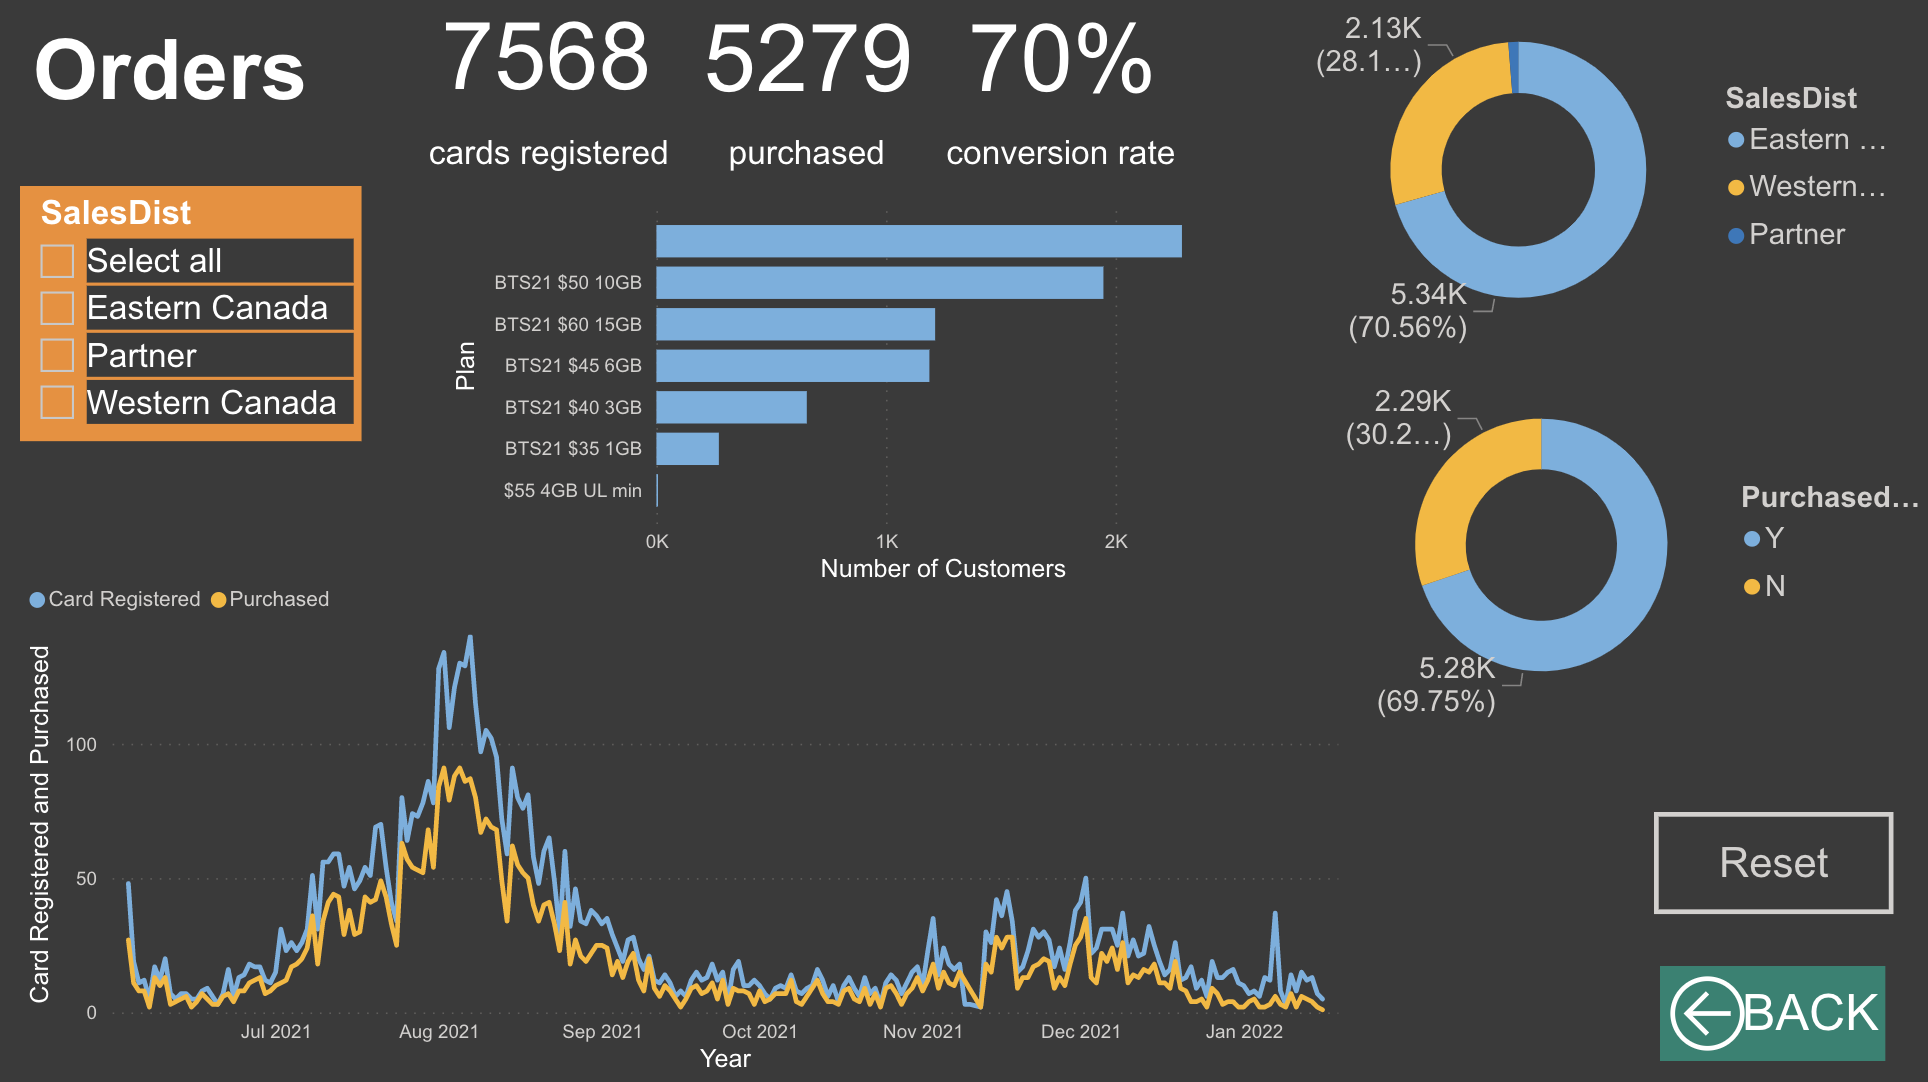 Orders
7568
5279
70%
cards registered
purchased
conversion rate
SalesDist
Select all
Eastern Canada
Partner
Western Canada
Plan
BTS21 $50 10GB
BTS21 $60 15GB
BTS21 $45 6GB
BTS21 $40 3GB
BTS21 $35 1GB
$55 4GB UL min
0K
1K
2K
Number of Customers
2.13K
(28.1…)
5.34K
(70.56%)
SalesDist
Eastern …
Western…
Partner
2.29K
(30.2…)
5.28K
(69.75%)
Purchased…
Y
N
Card Registered
Purchased
Card Registered and Purchased
100
50
0
Jul 2021
Aug 2021
Sep 2021
Oct 2021
Nov 2021
Dec 2021
Jan 2022
Year
Reset
BACK